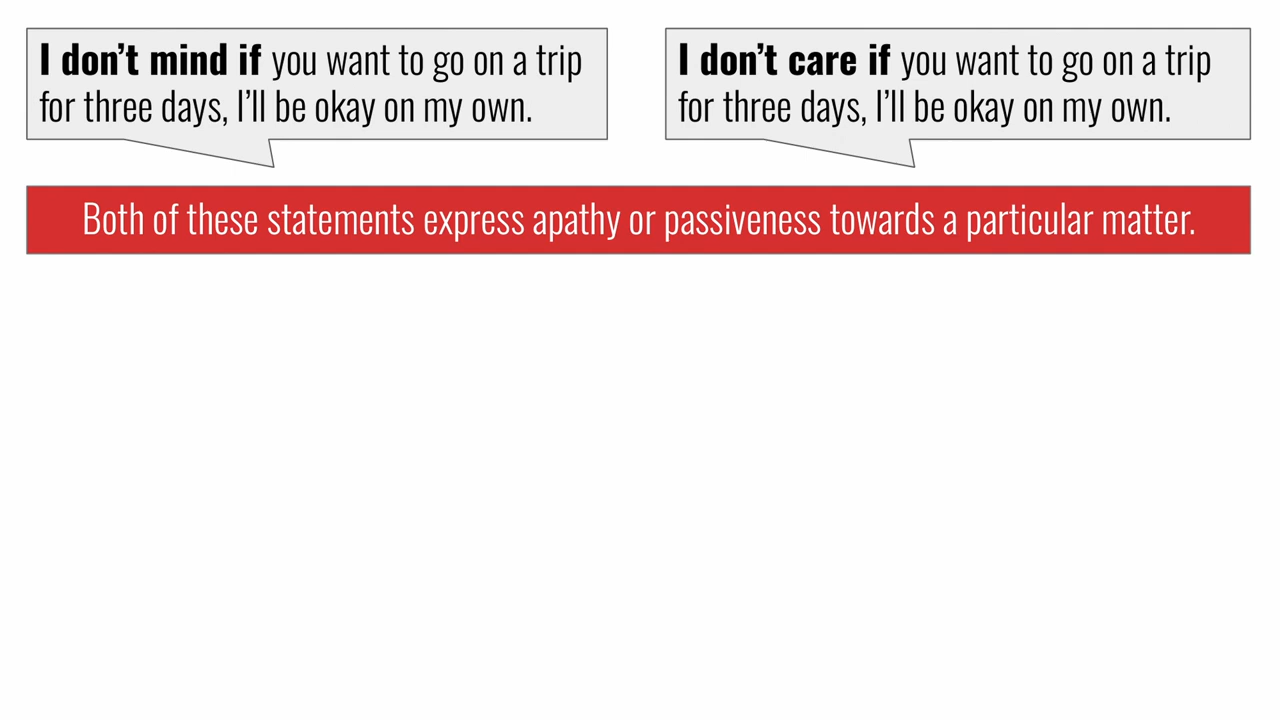 I don’t mind if you want to go on a trip
for three days, I’ll be okay on my own.
I don’t care if you want to go on a trip
for three days, I’ll be okay on my own.
Both of these statements express apathy or passiveness towards a particular matter.